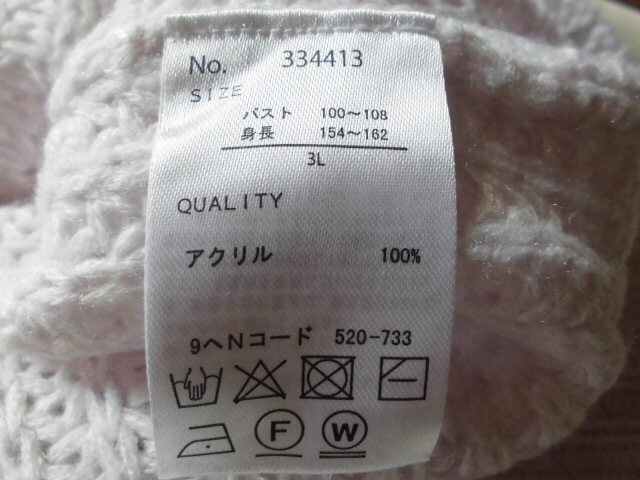 No. 334413
SIZE
バスト 100～108
身長 154～162
3L
QUALITY
アクリル 100%
9ヘNコード 520-733
F W